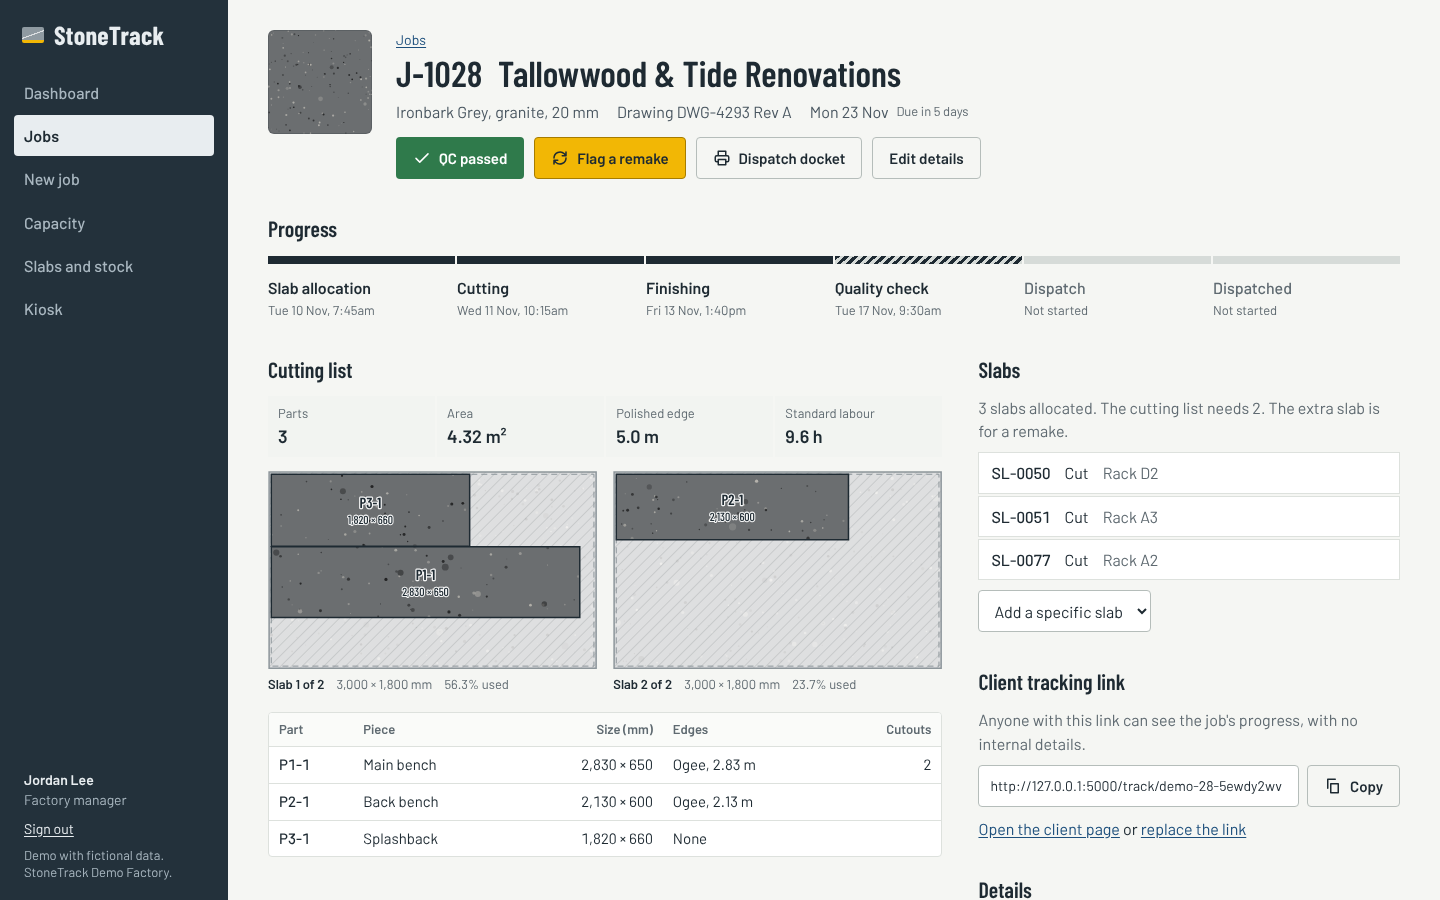 StoneTrack
Dashboard
Jobs
New job
Capacity
Slabs and stock
Kiosk
Jordan Lee
Factory manager
Sign out
Demo with fictional data.
StoneTrack Demo Factory.
Jobs
J-1028 Tallowwood & Tide Renovations
Ironbark Grey, granite, 20 mm Drawing DWG-4293 Rev A Mon 23 Nov Due in 5 days
QC passed Flag a remake Dispatch docket Edit details
Progress
Slab allocation Cutting Finishing Quality check Dispatch Dispatched
Tue 10 Nov, 7:45am Wed 11 Nov, 10:15am Fri 13 Nov, 1:40pm Tue 17 Nov, 9:30am Not started Not started
Cutting list
Parts Area Polished edge Standard labour
3 4.32 m² 5.0 m 9.6 h
P3-1
1,820 × 660
P1-1
2,830 × 650
P2-1
2,130 × 600
Slab 1 of 2 3,000 × 1,800 mm 56.3% used
Slab 2 of 2 3,000 × 1,800 mm 23.7% used
Part Piece Size (mm) Edges Cutouts
P1-1 Main bench 2,830 × 650 Ogee, 2.83 m 2
P2-1 Back bench 2,130 × 600 Ogee, 2.13 m
P3-1 Splashback 1,820 × 660 None
Slabs
3 slabs allocated. The cutting list needs 2. The extra slab is
for a remake.
SL-0050 Cut Rack D2
SL-0051 Cut Rack A3
SL-0077 Cut Rack A2
Add a specific slab
Client tracking link
Anyone with this link can see the job's progress, with no
internal details.
http://127.0.0.1:5000/track/demo-28-5ewdy2wv Copy
Open the client page or replace the link
Details